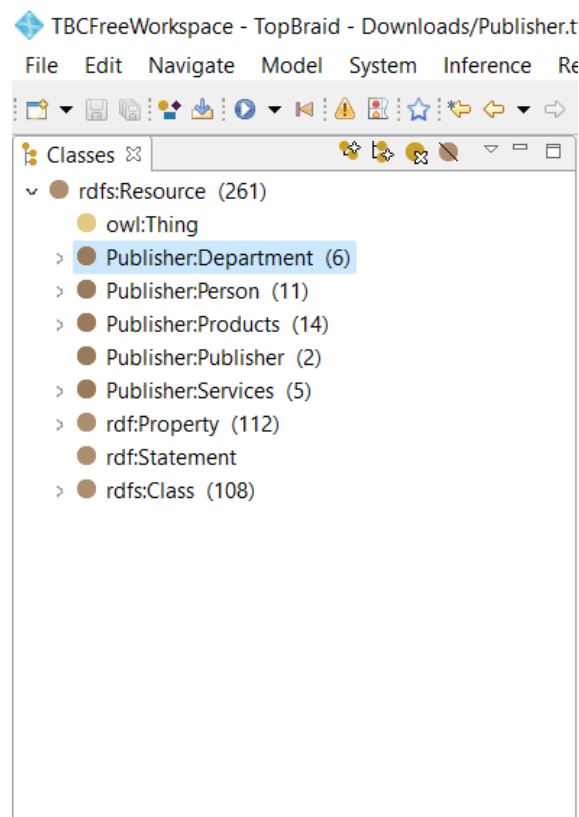 TBCFreeWorkspace - TopBraid - Downloads/Publisher.t
File Edit Navigate Model System Inference Re
Classes
rdfs:Resource (261)
owl:Thing
Publisher:Department (6)
Publisher:Person (11)
Publisher:Products (14)
Publisher:Publisher (2)
Publisher:Services (5)
rdf:Property (112)
rdf:Statement
rdfs:Class (108)